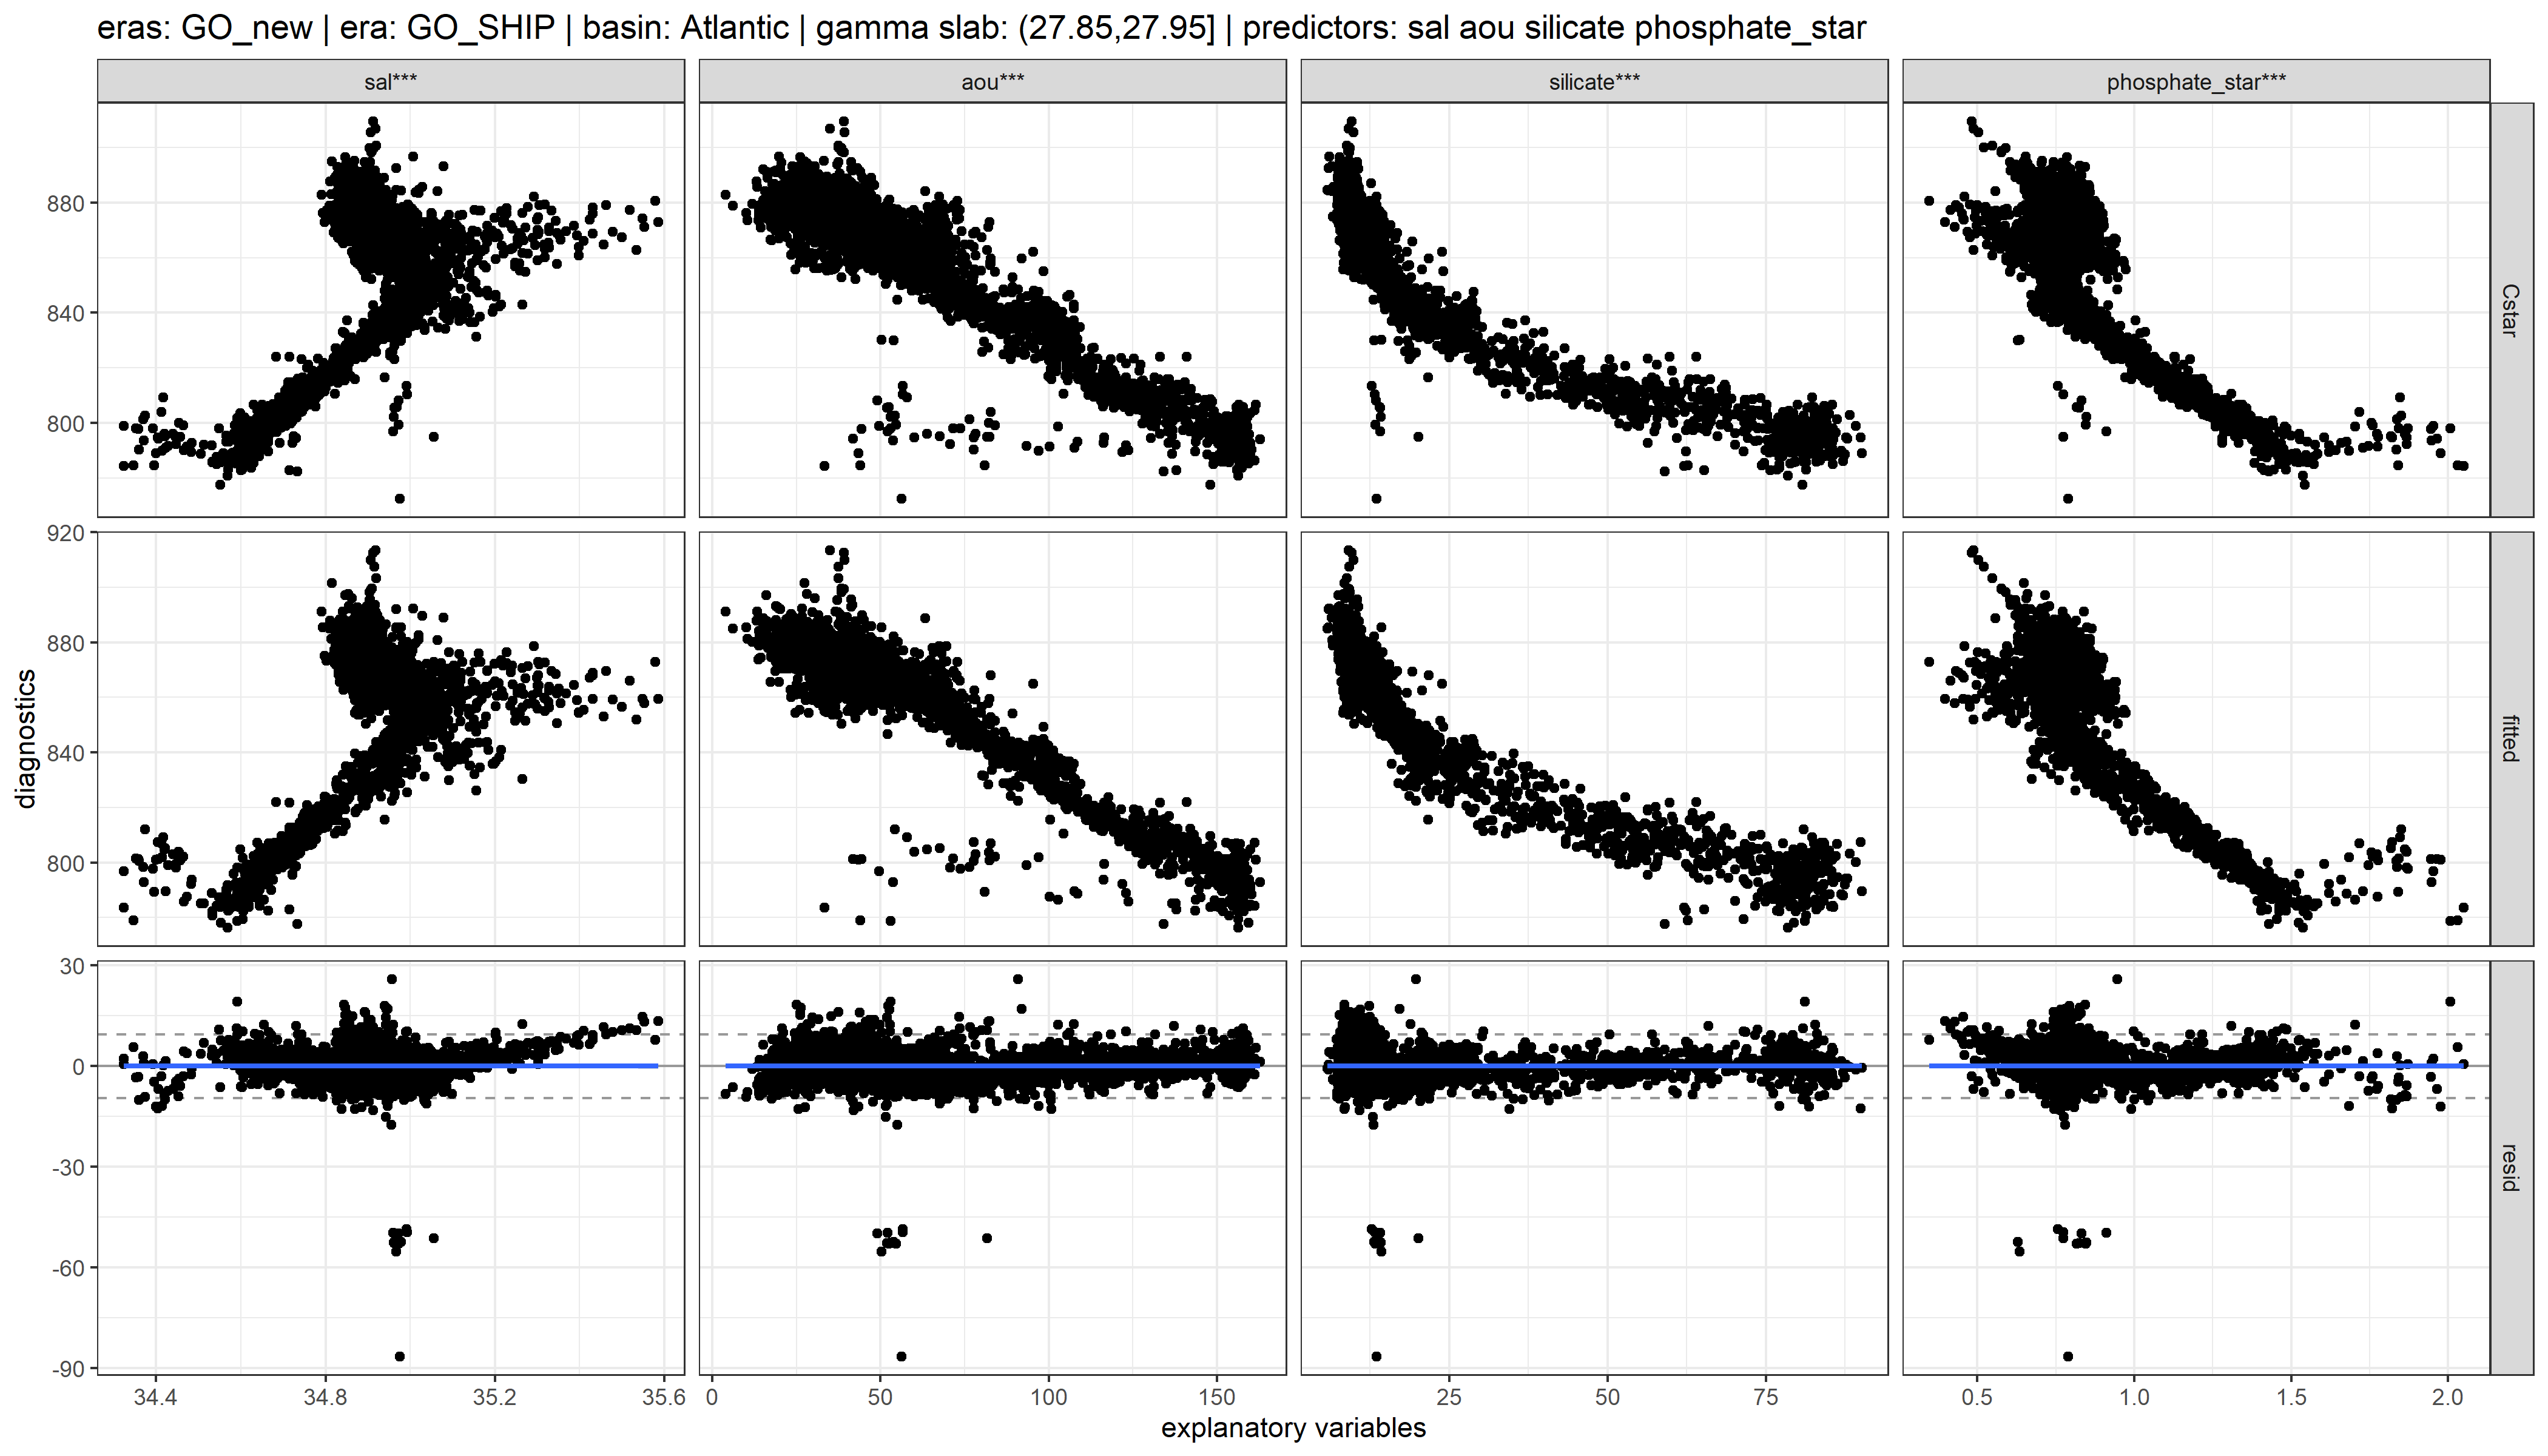 eras: GO_new | era: GO_SHIP | basin: Atlantic | gamma slab: (27.85,27.95] | predictors: sal aou silicate phosphate_star
sal*** aou*** silicate*** phosphate_star***
880
840
800
Cstar
920
880
840
800
fitted
diagnostics
30
0
-30
-60
-90
resid
34.4 34.8 35.2 35.6 0 50 100 150 25 50 75 0.5 1.0 1.5 2.0
explanatory variables